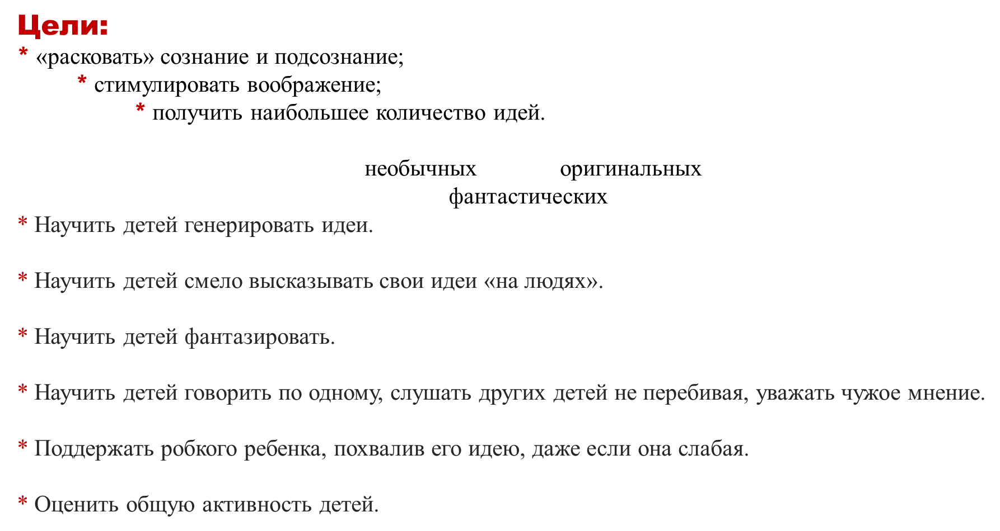 Цели:
* «расковать» сознание и подсознание;
* стимулировать воображение;
* получить наибольшее количество идей.
необычных оригинальных
фантастических
* Научить детей генерировать идеи.
* Научить детей смело высказывать свои идеи «на людях».
* Научить детей фантазировать.
* Научить детей говорить по одному, слушать других детей не перебивая, уважать чужое мнение.
* Поддержать робкого ребенка, похвалив его идею, даже если она слабая.
* Оценить общую активность детей.